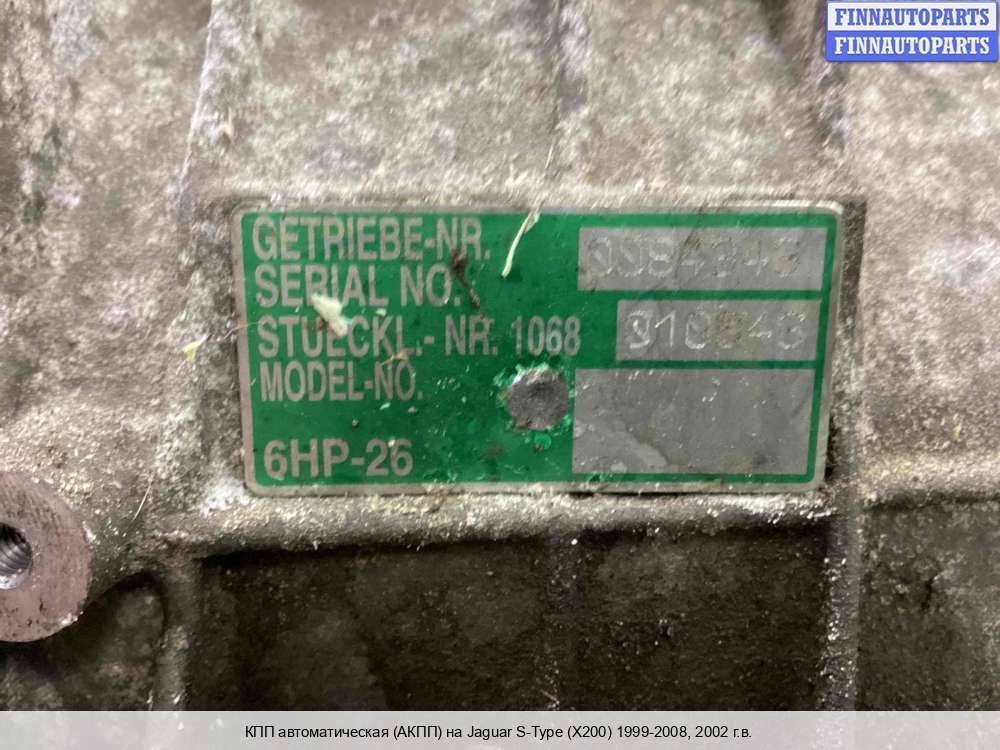 FINNAUTOPARTS
FINNAUTOPARTS
GETRIEBE-NR.
SERIAL NO.
STUECKL.- NR. 1068
MODEL-NO.
6HP-26
КПП автоматическая (АКПП) на Jaguar S-Type (X200) 1999-2008, 2002 г.в.